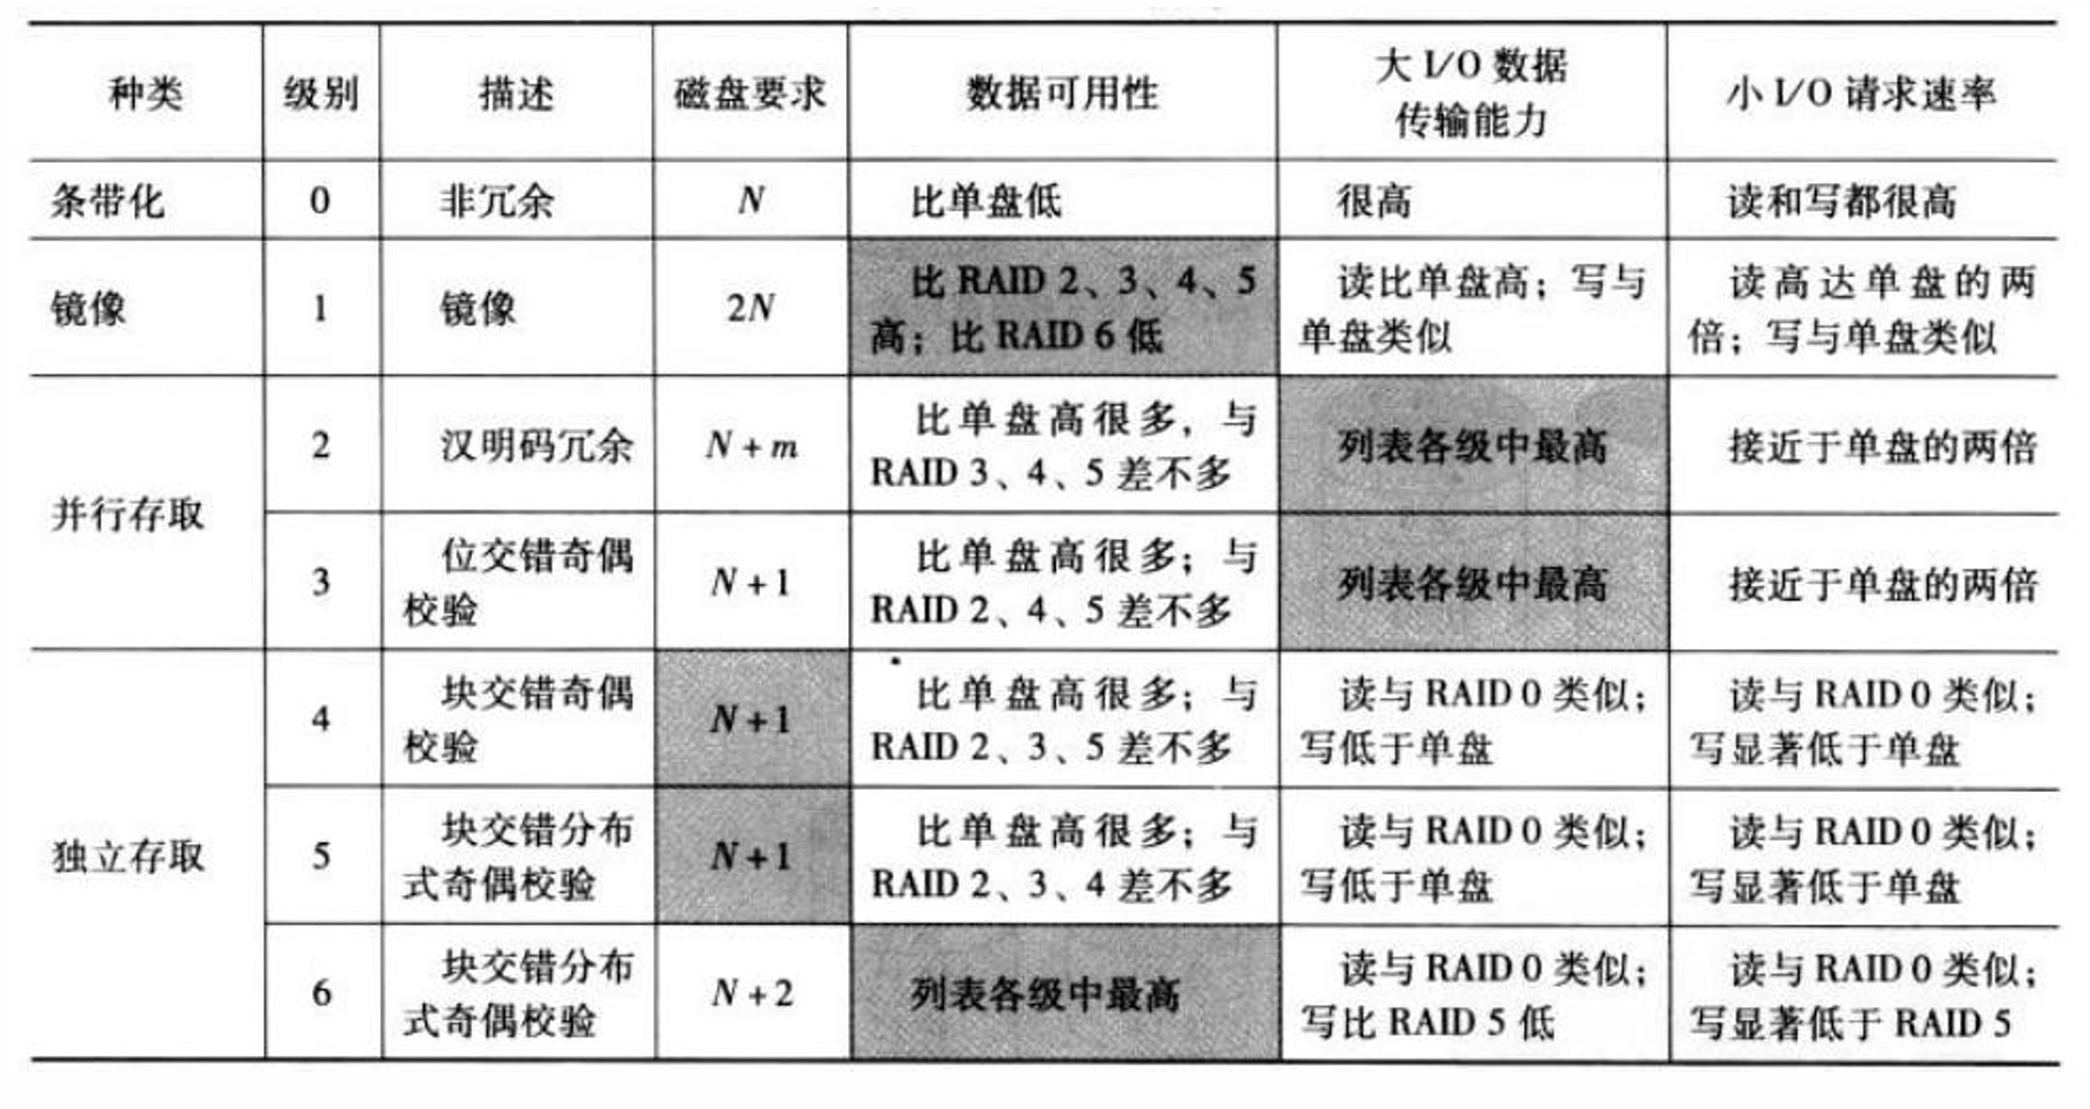 种类 级别 描述 磁盘要求 数据可用性 大 I/O 数据
传输能力 小 I/O 请求速率
条带化 0 非冗余 N 比单盘低 很高 读和写都很高
镜像 1 镜像 2N 比 RAID 2、3、4、5
高；比 RAID 6 低 读比单盘高；写与
单盘类似 读高达单盘的两
倍；写与单盘类似
并行存取 2 汉明码冗余 N + m 比单盘高很多，与
RAID 3、4、5 差不多 列表各级中最高 接近于单盘的两倍
3 位交错奇偶
校验 N + 1 比单盘高很多；与
RAID 2、4、5 差不多 列表各级中最高 接近于单盘的两倍
独立存取 4 块交错奇偶
校验 N + 1 比单盘高很多；与
RAID 2、3、5 差不多 读与 RAID 0 类似；
写低于单盘 读与 RAID 0 类似；
写显著低于单盘
5 块交错分布
式奇偶校验 N + 1 比单盘高很多；与
RAID 2、3、4 差不多 读与 RAID 0 类似；
写低于单盘 读与 RAID 0 类似；
写显著低于单盘
6 块交错分布
式奇偶校验 N + 2 列表各级中最高 读与 RAID 0 类似；
写比 RAID 5 低 读与 RAID 0 类似；
写显著低于 RAID 5